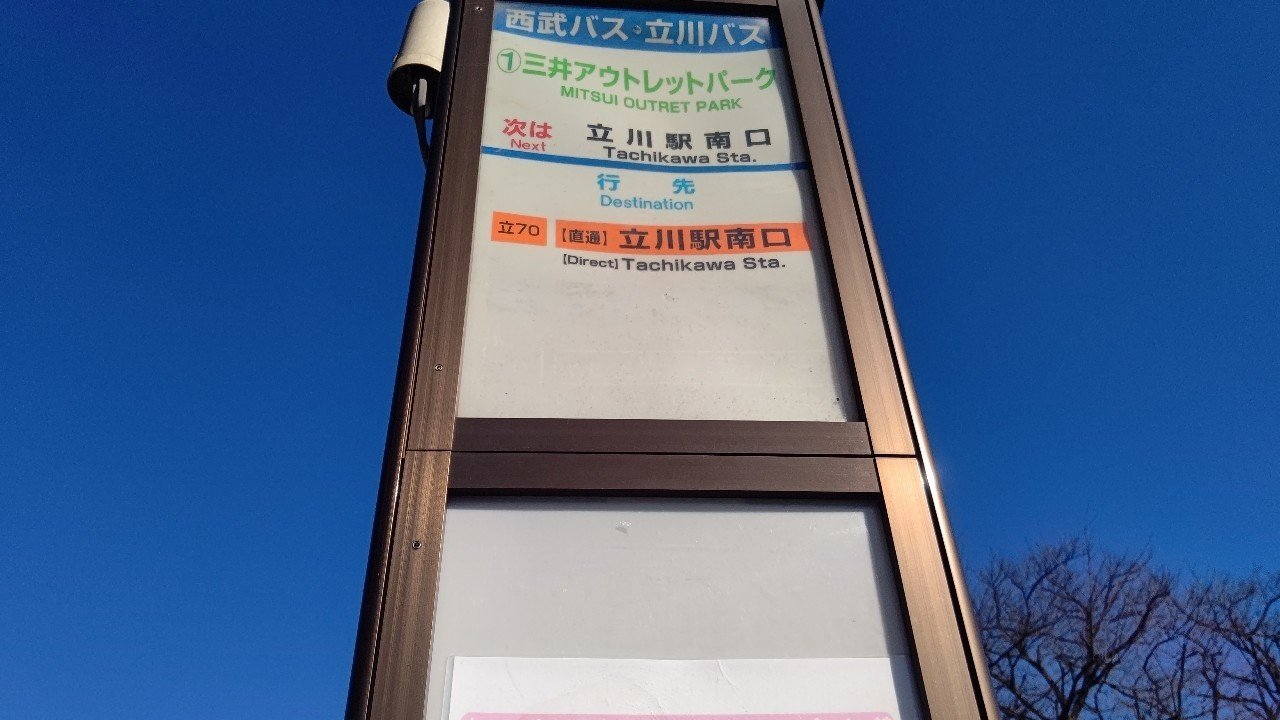 西武バス・立川バス
①三井アウトレットパーク
MITSUI OUTRET PARK
次は 立川駅南口
Next Tachikawa Sta.
行先
Destination
立70 【直通】立川駅南口
【Direct】Tachikawa Sta.